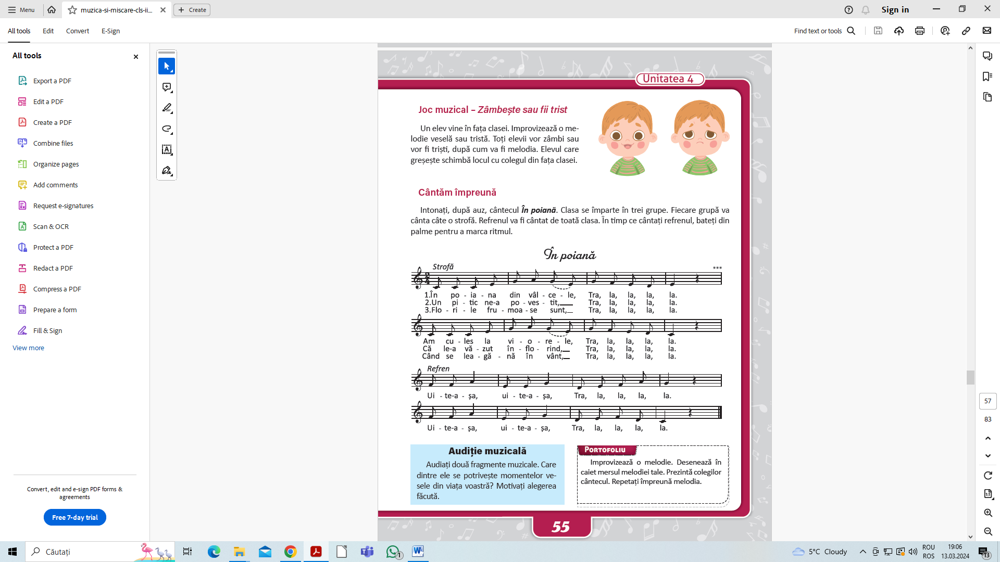 Menu
muzica-si-miscare-cls-ii....
Create
Sign in
All tools
Edit
Convert
E-Sign
Find text or tools
All tools
Export a PDF
Edit a PDF
Create a PDF
Combine files
Organize pages
Add comments
Request e-signatures
Scan & OCR
Protect a PDF
Redact a PDF
Compress a PDF
Prepare a form
Fill & Sign
View more
Convert, edit and e-sign PDF forms &
agreements
Free 7-day trial
Unitatea 4
Joc muzical – Zâmbește sau fii trist
Un elev vine în fața clasei. Improvizează o me-
lodie veselă sau tristă. Toți elevii vor zâmbi sau
vor fi triști, după cum va fi melodia. Elevul care
greșește schimbă locul cu colegul din fața clasei.
Cântăm împreună
Intonați, după auz, cântecul În poiană. Clasa se împarte în trei grupe. Fiecare grupă va
cânta câte o strofă. Refrenul va fi cântat de toată clasa. În timp ce cântați refrenul, bateți din
palme pentru a marca ritmul.
În poiană
Strofă
***
2
4
1.În po - ia - na din vâl - ce - le, Tra, la, la, la, la.
2.Un pi - tic ne-a po - ves - tit,__ Tra, la, la, la, la.
3.Flo - ri - le fru - moa - se sunt,__ Tra, la, la, la, la.
Am cu - les la vi - o - re - le, Tra, la, la, la, la.
Că le-a vă - zut în - flo - rind,__ Tra, la, la, la, la.
Când se lea - gă - nă în vânt,__ Tra, la, la, la, la.
Refren
Ui - te-a - șa, ui - te-a - șa, Tra, la, la, la, la.
Ui - te-a - șa, ui - te-a - șa, Tra, la, la, la, la.
Audiție muzicală
Audiați două fragmente muzicale. Care
dintre ele se potrivește momentelor ve-
sele din viața voastră? Motivați alegerea
făcută.
PORTOFOLIU
Improvizează o melodie. Desenează în
caiet mersul melodiei tale. Prezintă colegilor
cântecul. Repetați împreună melodia.
55
57
83
1:1
Căutați
1
5°C Cloudy
ROU
ROS
19:06
13.03.2024
13